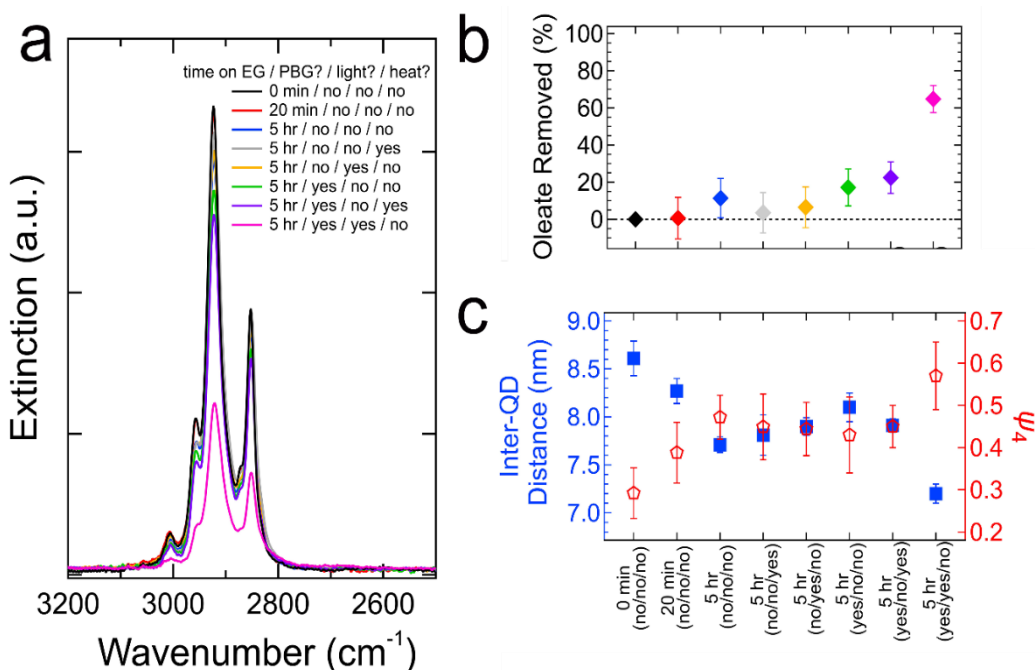 a
time on EG / PBG? / light? / heat?
0 min / no / no / no
20 min / no / no / no
5 hr / no / no / no
5 hr / no / no / yes
5 hr / no / yes / no
5 hr / yes / no / no
5 hr / yes / no / yes
5 hr / yes / yes / no
Extinction (a.u.)
3200
3000
2800
2600
Wavenumber (cm⁻¹)
b
Oleate Removed (%)
100
80
60
40
20
0
c
Inter-QD
Distance (nm)
9.0
8.5
8.0
7.5
7.0
0.7
0.6
0.5
0.4
0.3
0.2
ψ₄
0 min
(no/no/no)
20 min
(no/no/no)
5 hr
(no/no/no)
5 hr
(no/no/yes)
5 hr
(no/yes/no)
5 hr
(yes/no/no)
5 hr
(yes/no/yes)
5 hr
(yes/yes/no)